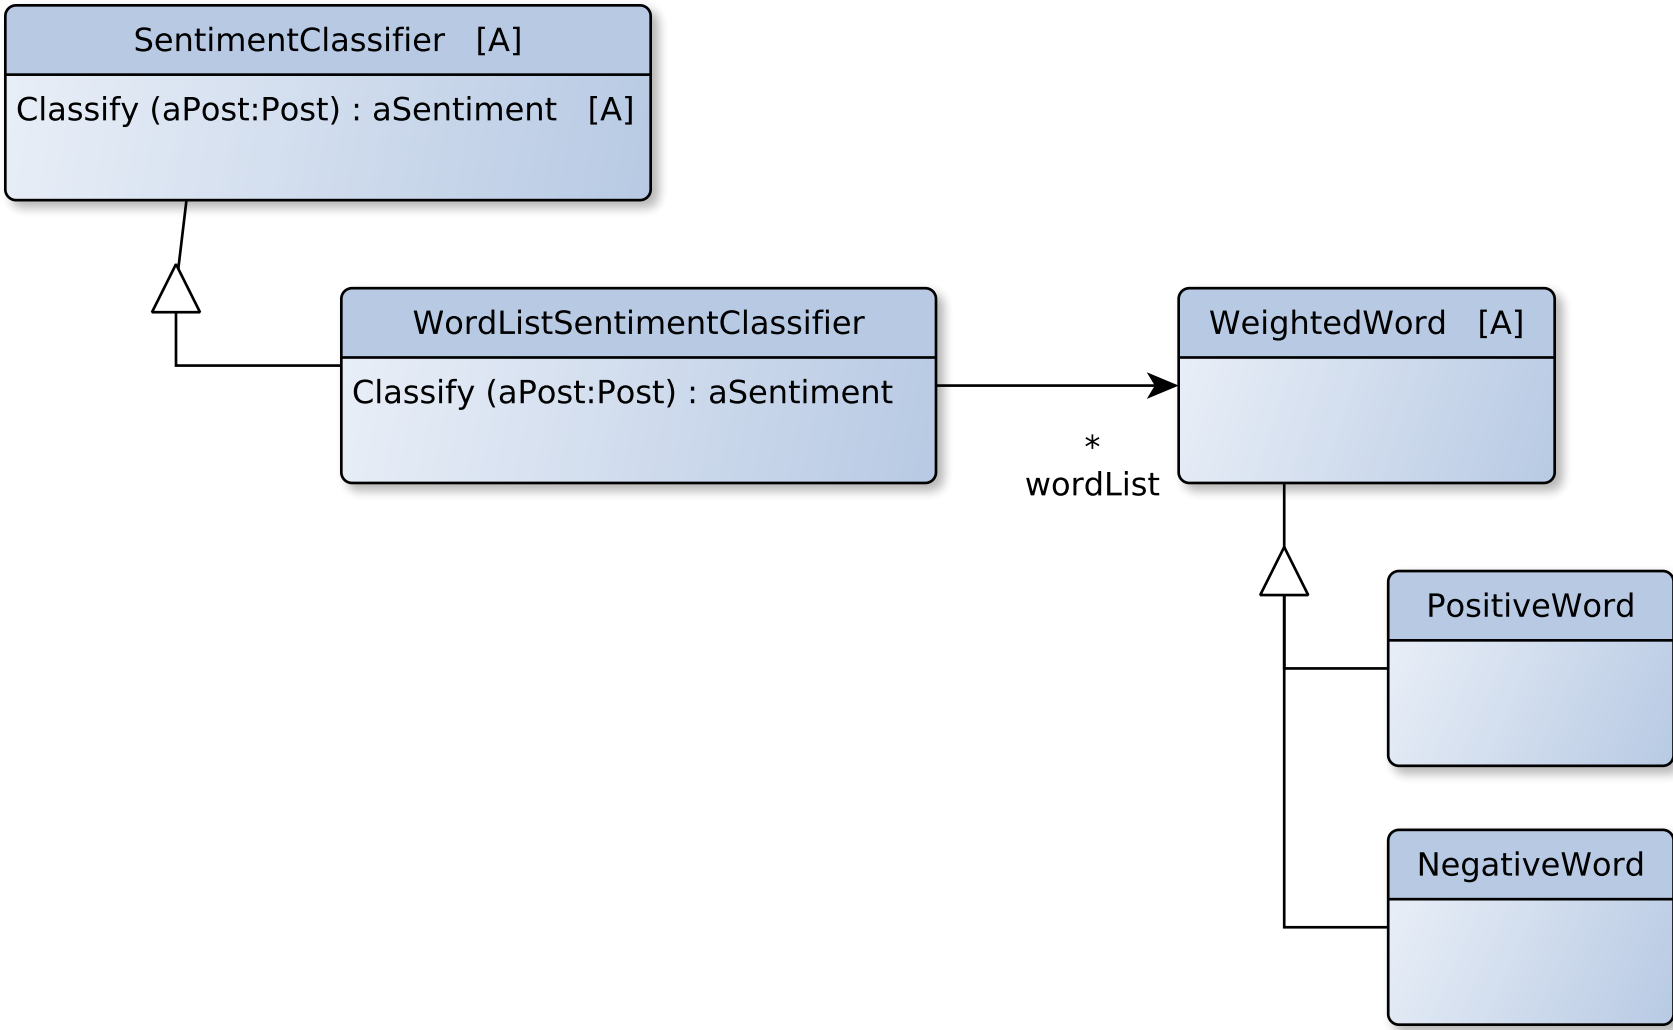 SentimentClassifier [A]
Classify (aPost:Post) : aSentiment [A]
WordListSentimentClassifier
Classify (aPost:Post) : aSentiment
*
wordList
WeightedWord [A]
PositiveWord
NegativeWord